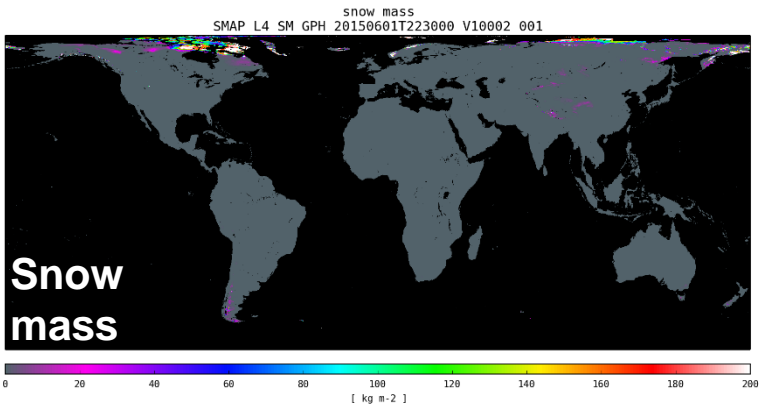 snow mass
SMAP L4 SM GPH 20150601T223000 V10002 001
Snow
mass
0 20 40 60 80 100 120 140 160 180 200
[ kg m-2 ]